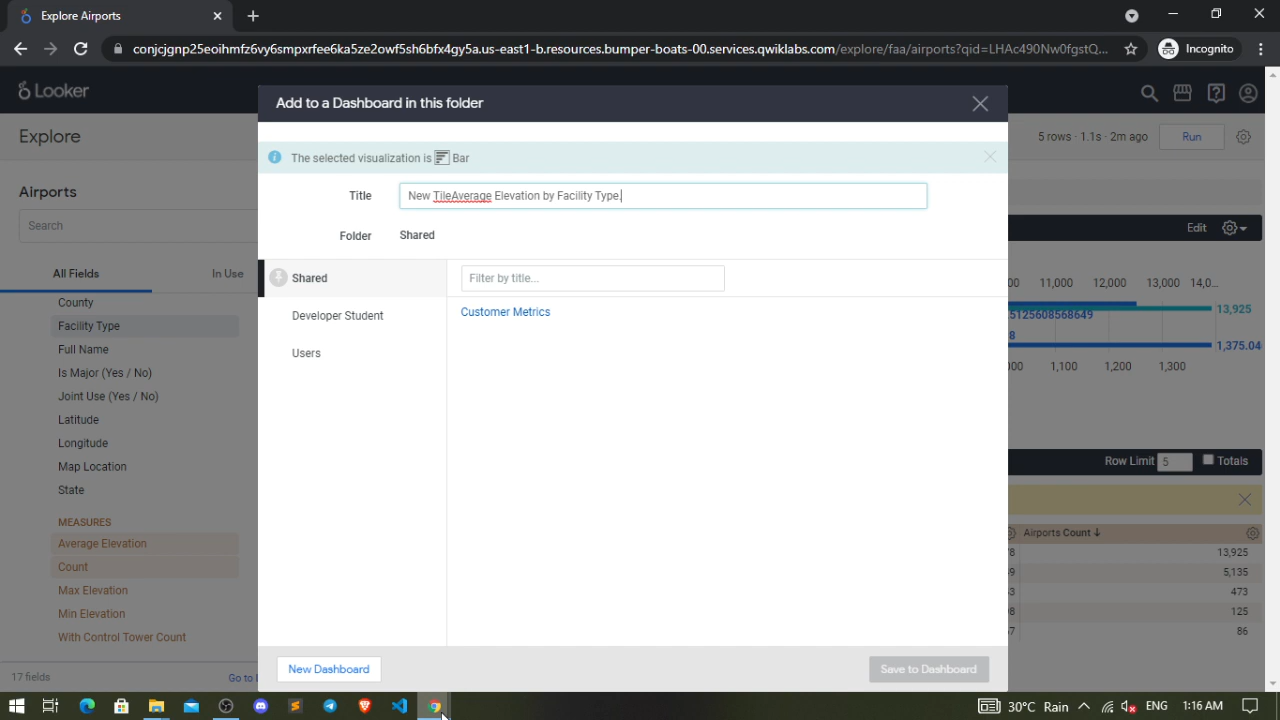 Explore Airports
conjcjgnp25eoihmfz6vy6smpxrfee6ka5ze2owf5sh6bfx4gy5a.us-east1-b.resources.bumper-boats-00.services.qwiklabs.com/explore/faa/airports?qid=LHAc490Nw0fgstQ...
Incognito
Looker
Add to a Dashboard in this folder
Explore
5 rows · 1.1s · 2m ago
Run
The selected visualization is Bar
Airports
Title
New TileAverage Elevation by Facility Type
Search
Edit
Folder
Shared
All Fields
In Use
Shared
Filter by title...
00 11,000 12,000 13,000 14,0...
County
Developer Student
Customer Metrics
13,925
.5125608568649
Facility Type
8
Full Name
Users
1,375.04
Is Major (Yes / No)
000 1,100 1,200 1,300
Joint Use (Yes / No)
Latitude
Longitude
Map Location
Row Limit 5 Totals
State
MEASURES
Airports Count ↓
Average Elevation
78 13,925
Count
5,135
Max Elevation
473
Min Elevation
125
With Control Tower Count
86
17 fields
Go to
New Dashboard
Save to Dashboard
30°C Rain
ENG
1:16 AM